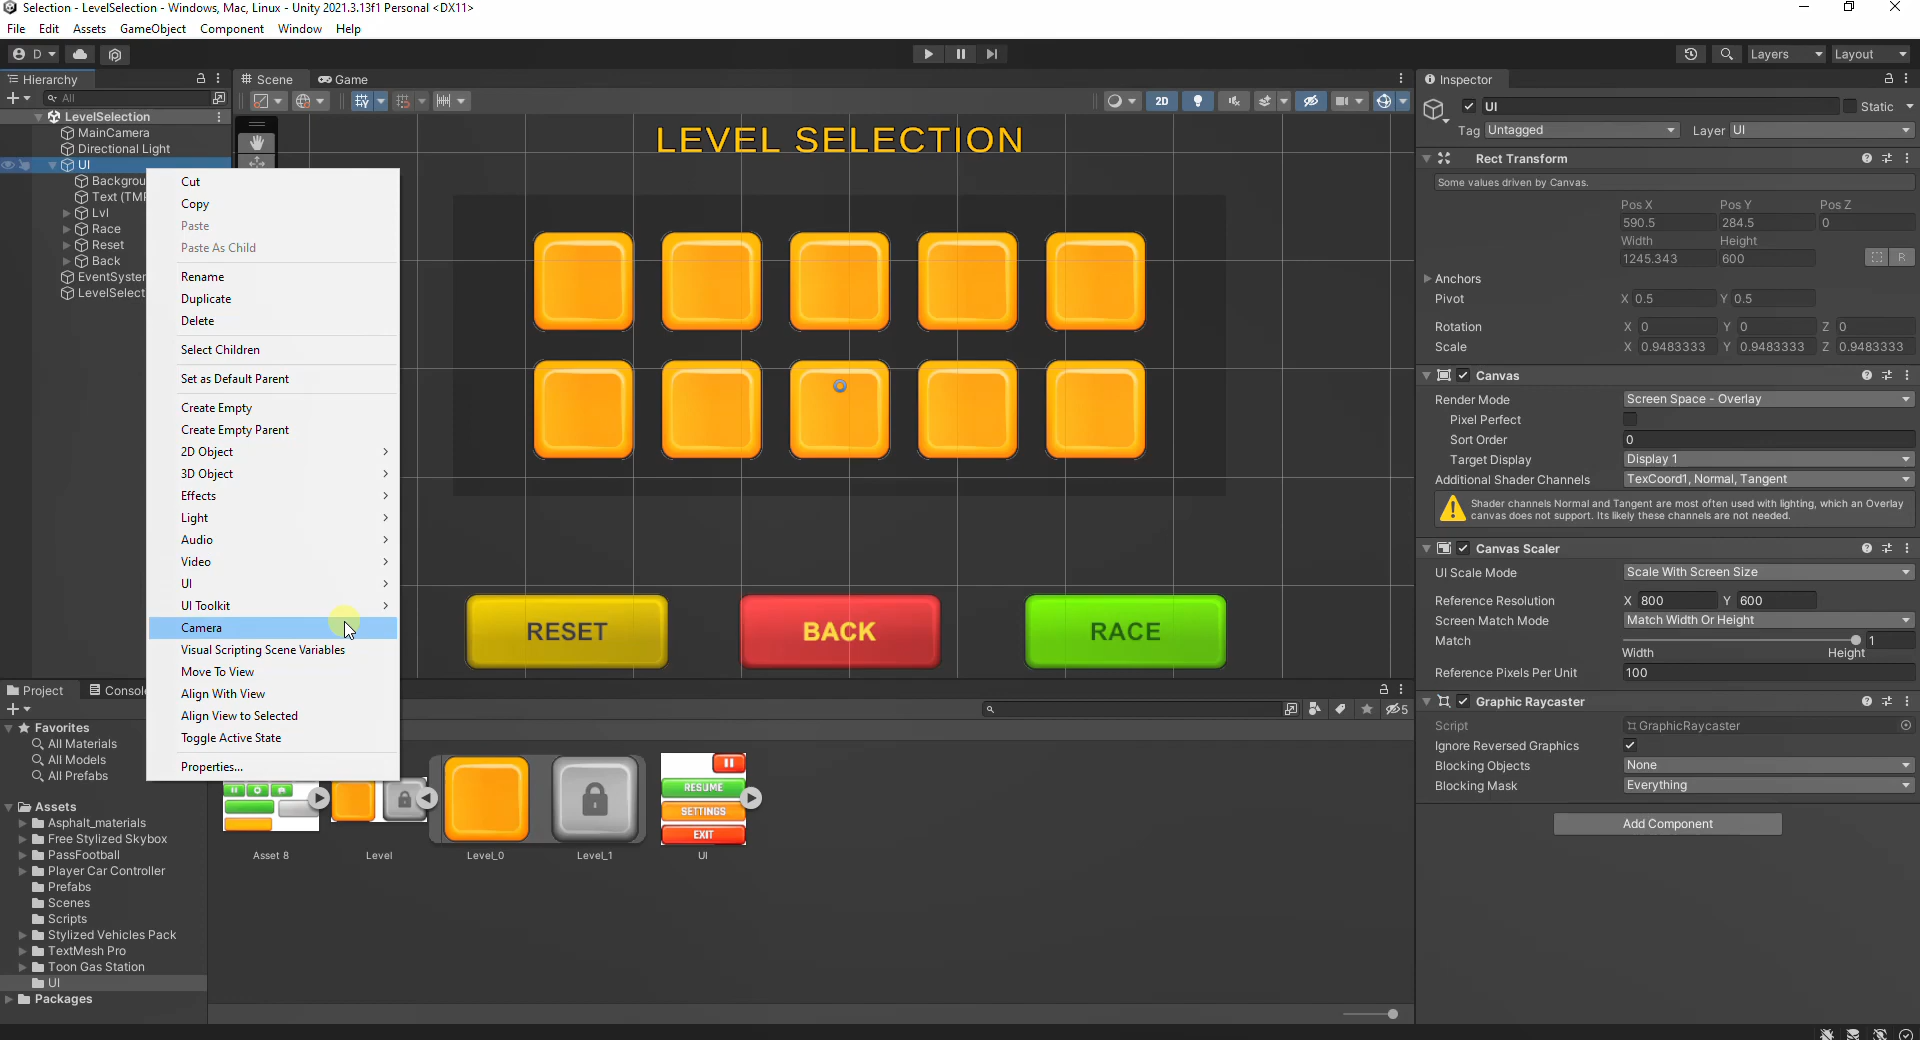 Selection - LevelSelection - Windows, Mac, Linux - Unity 2021.3.13f1 Personal <DX11>
File Edit Assets GameObject Component Window Help
D
Layers
Layout
Hierarchy
All
LevelSelection
MainCamera
Directional Light
UI
Backgrou
Text (TM
Lvl
Race
Reset
Back
EventSyster
LevelSelect
Cut
Copy
Paste
Paste As Child
Rename
Duplicate
Delete
Select Children
Set as Default Parent
Create Empty
Create Empty Parent
2D Object
3D Object
Effects
Light
Audio
Video
UI
UI Toolkit
Camera
Visual Scripting Scene Variables
Move To View
Align With View
Align View to Selected
Toggle Active State
Properties...
Scene
Game
2D
LEVEL SELECTION
RESET
BACK
RACE
Project
Consol
5
Favorites
All Materials
All Models
All Prefabs
Assets
Asphalt_materials
Free Stylized Skybox
PassFootball
Player Car Controller
Prefabs
Scenes
Scripts
Stylized Vehicles Pack
TextMesh Pro
Toon Gas Station
UI
Packages
RESUME
SETTINGS
EXIT
Asset 8
Level
Level_0
Level_1
UI
Inspector
UI
Static
Tag Untagged
Layer UI
Rect Transform
Some values driven by Canvas.
Pos X Pos Y Pos Z
590.5 284.5 0
Width Height
1245.343 600
R
Anchors
Pivot X 0.5 Y 0.5
Rotation X 0 Y 0 Z 0
Scale X 0.9483333 Y 0.9483333 Z 0.9483333
Canvas
Render Mode Screen Space - Overlay
Pixel Perfect
Sort Order 0
Target Display Display 1
Additional Shader Channels TexCoord1, Normal, Tangent
Shader channels Normal and Tangent are most often used with lighting, which an Overlay
canvas does not support. Its likely these channels are not needed.
Canvas Scaler
UI Scale Mode Scale With Screen Size
Reference Resolution X 800 Y 600
Screen Match Mode Match Width Or Height
Match 1
Width Height
Reference Pixels Per Unit 100
Graphic Raycaster
Script GraphicRaycaster
Ignore Reversed Graphics
Blocking Objects None
Blocking Mask Everything
Add Component